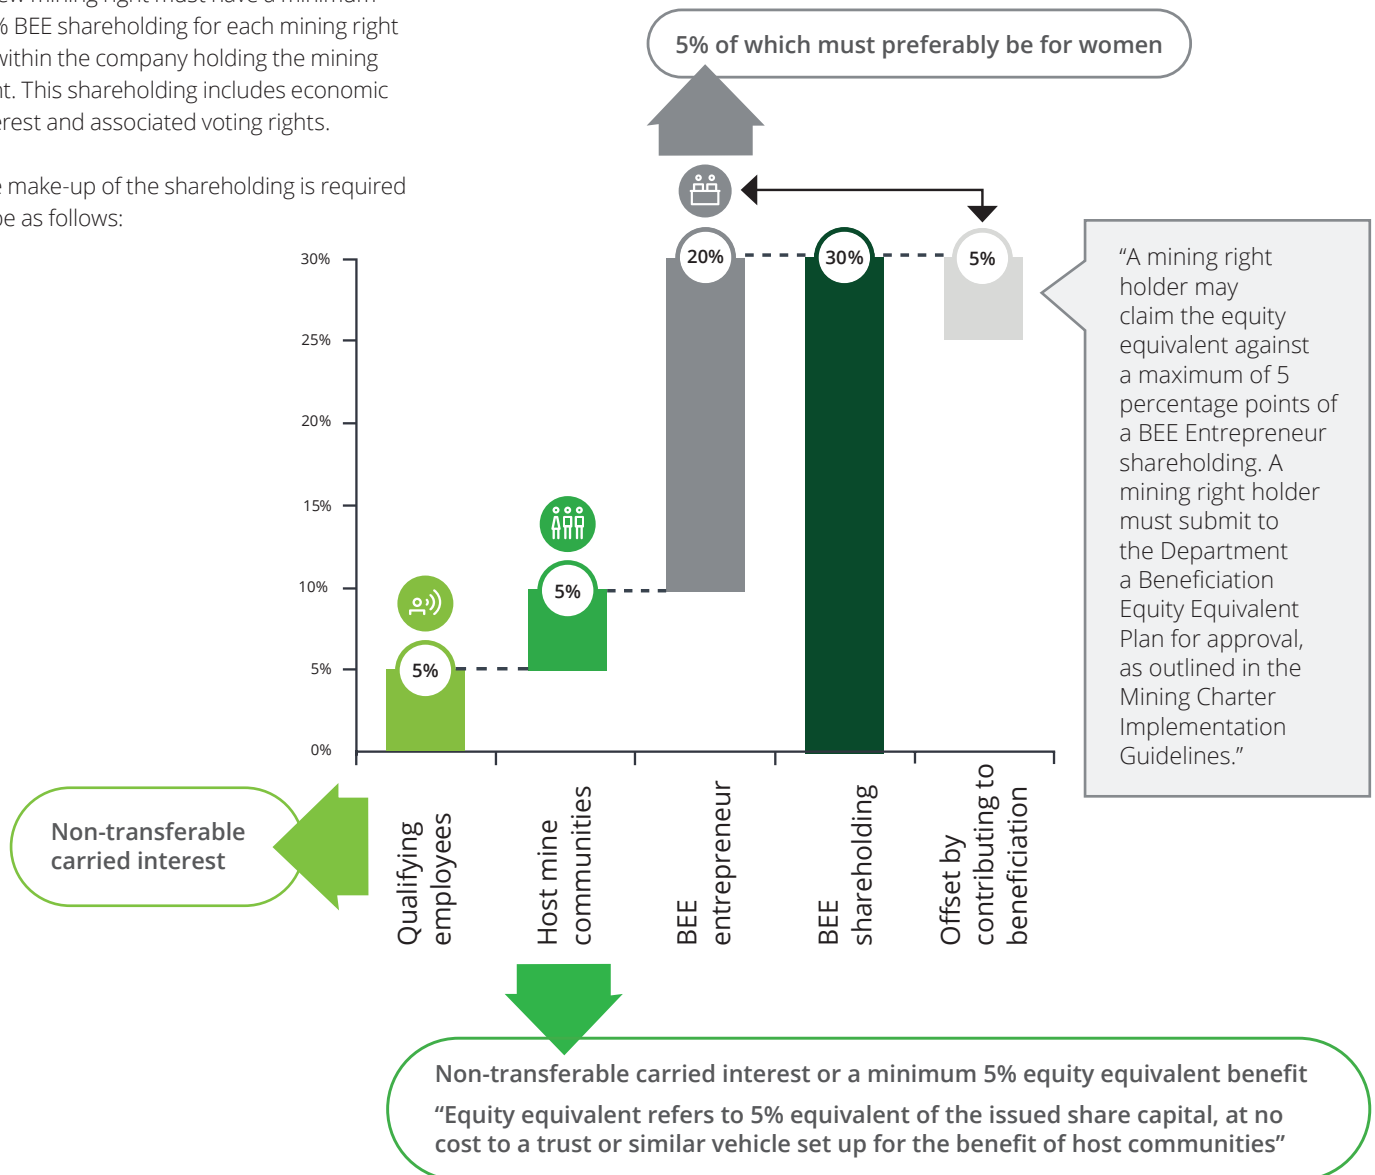 % BEE shareholding for each mining right
within the company holding the mining
This shareholding includes economic
and associated voting rights.
make-up of the shareholding is required
be as follows:
5% of which must preferably be for women
30%
25%
20%
15%
10%
5%
0%
5%
5%
20%
30%
5%
Qualifying
employees
Host mine
communities
BEE
entrepreneur
BEE
shareholding
Offset by
contributing to
beneficiation
“A mining right
holder may
claim the equity
equivalent against
a maximum of 5
percentage points of
a BEE Entrepreneur
shareholding. A
mining right holder
must submit to
the Department
a Beneficiation
Equity Equivalent
Plan for approval,
as outlined in the
Mining Charter
Implementation
Guidelines.”
Non-transferable
carried interest
Non-transferable carried interest or a minimum 5% equity equivalent benefit
“Equity equivalent refers to 5% equivalent of the issued share capital, at no
cost to a trust or similar vehicle set up for the benefit of host communities”